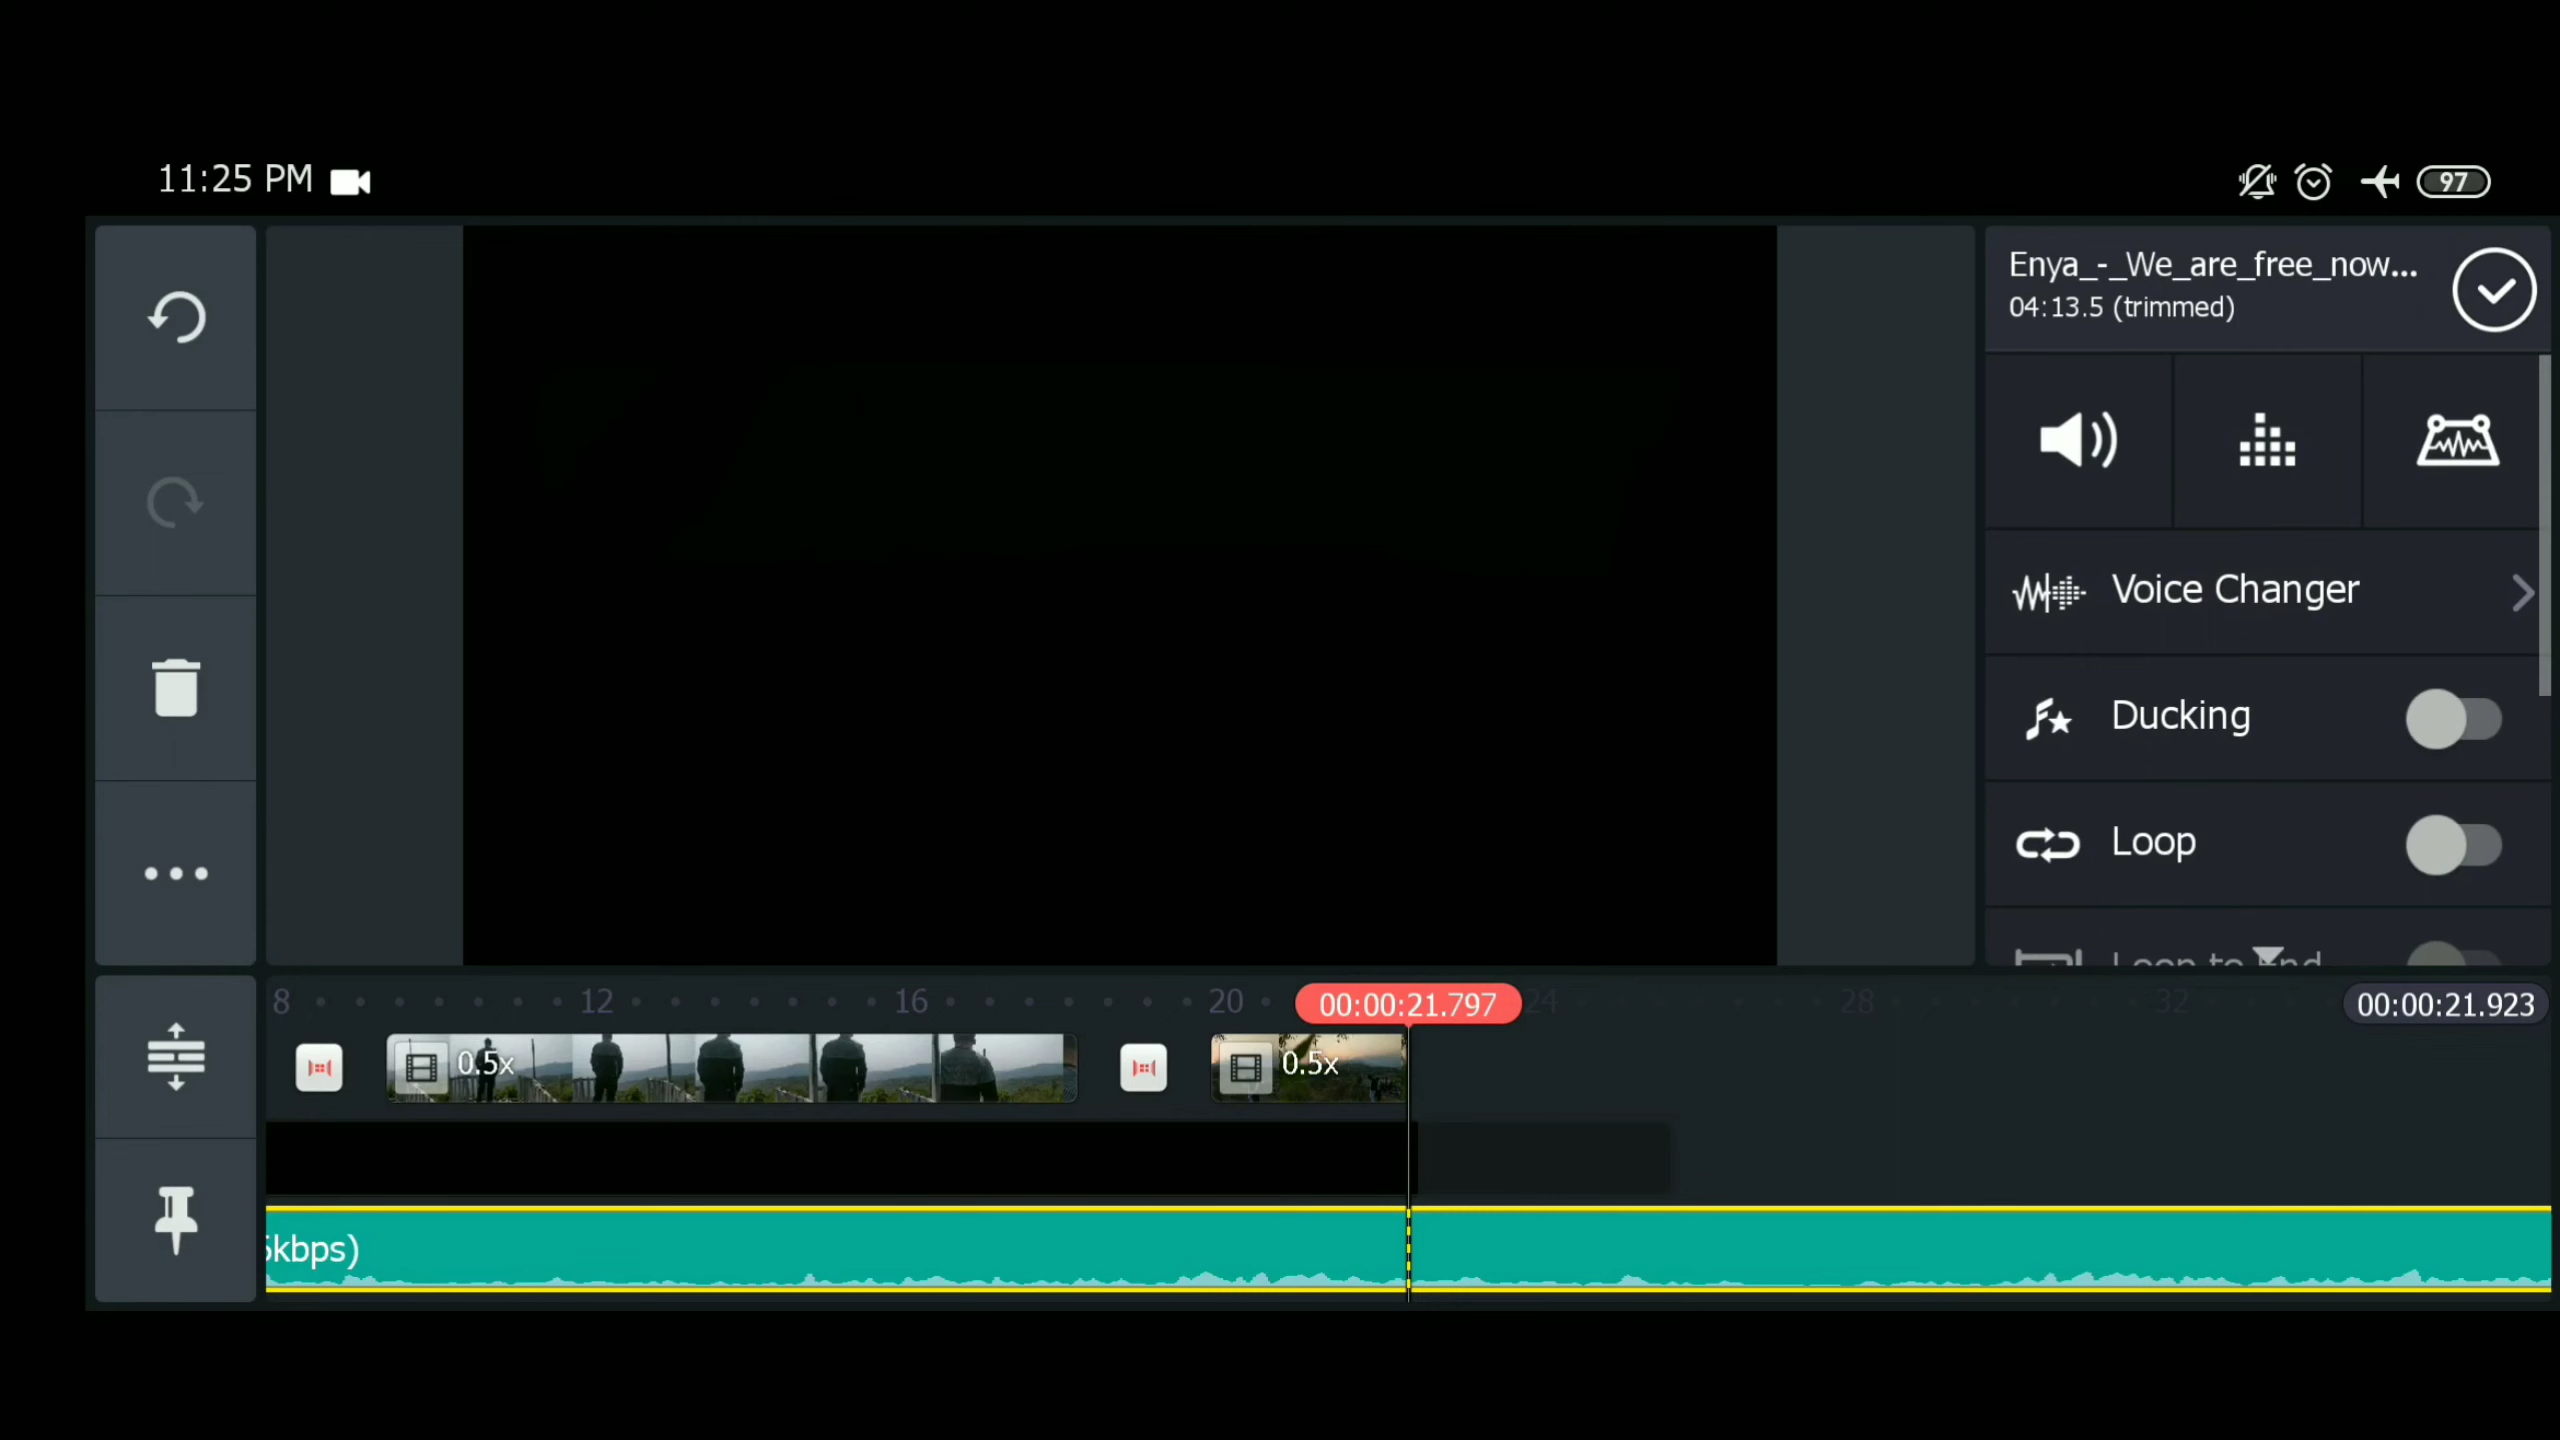 11:25 PM
97
Enya_-_We_are_free_now...
04:13.5 (trimmed)
Voice Changer
Ducking
Loop
Loop to End
8 12 16 20 00:00:21.797 24 28 32 00:00:21.923
0.5x 0.5x
kbps)